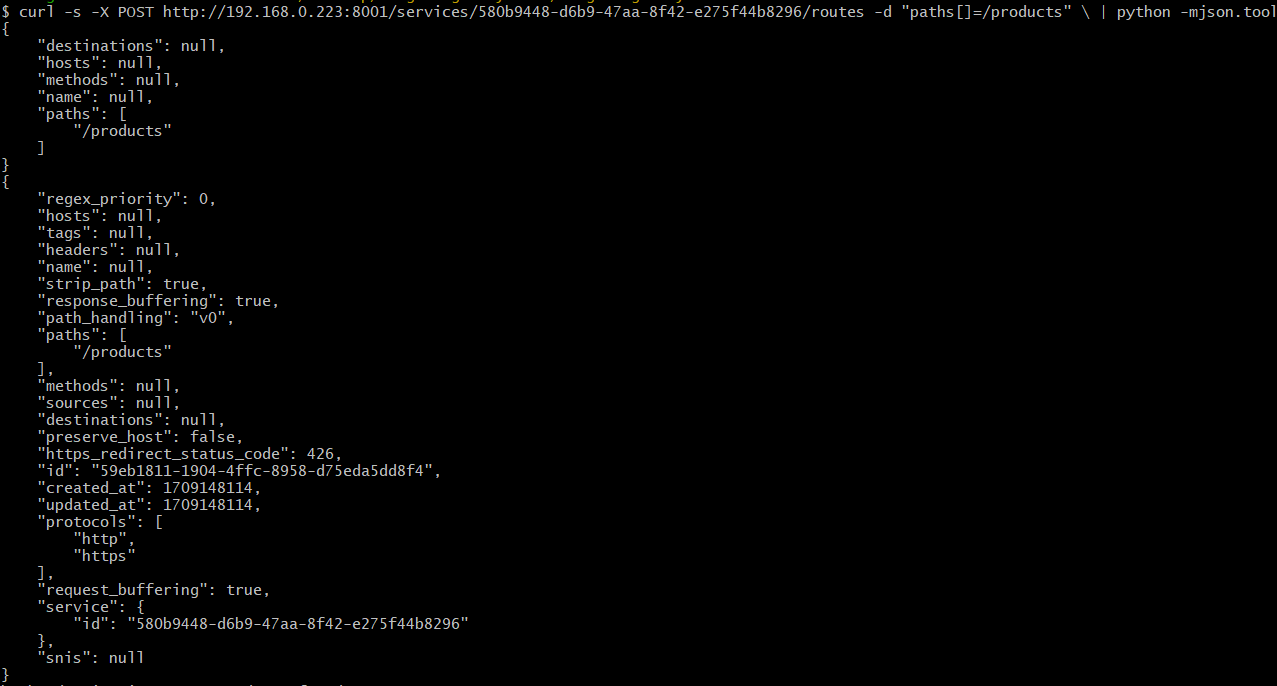 $ curl -s -X POST http://192.168.0.223:8001/services/580b9448-d6b9-47aa-8f42-e275f44b8296/routes -d "paths[]=/products" \ | python -mjson.tool
{
    "destinations": null,
    "hosts": null,
    "methods": null,
    "name": null,
    "paths": [
        "/products"
    ]
}
{
    "regex_priority": 0,
    "hosts": null,
    "tags": null,
    "headers": null,
    "name": null,
    "strip_path": true,
    "response_buffering": true,
    "path_handling": "v0",
    "paths": [
        "/products"
    ],
    "methods": null,
    "sources": null,
    "destinations": null,
    "preserve_host": false,
    "https_redirect_status_code": 426,
    "id": "59eb1811-1904-4ffc-8958-d75eda5dd8f4",
    "created_at": 1709148114,
    "updated_at": 1709148114,
    "protocols": [
        "http",
        "https"
    ],
    "request_buffering": true,
    "service": {
        "id": "580b9448-d6b9-47aa-8f42-e275f44b8296"
    },
    "snis": null
}